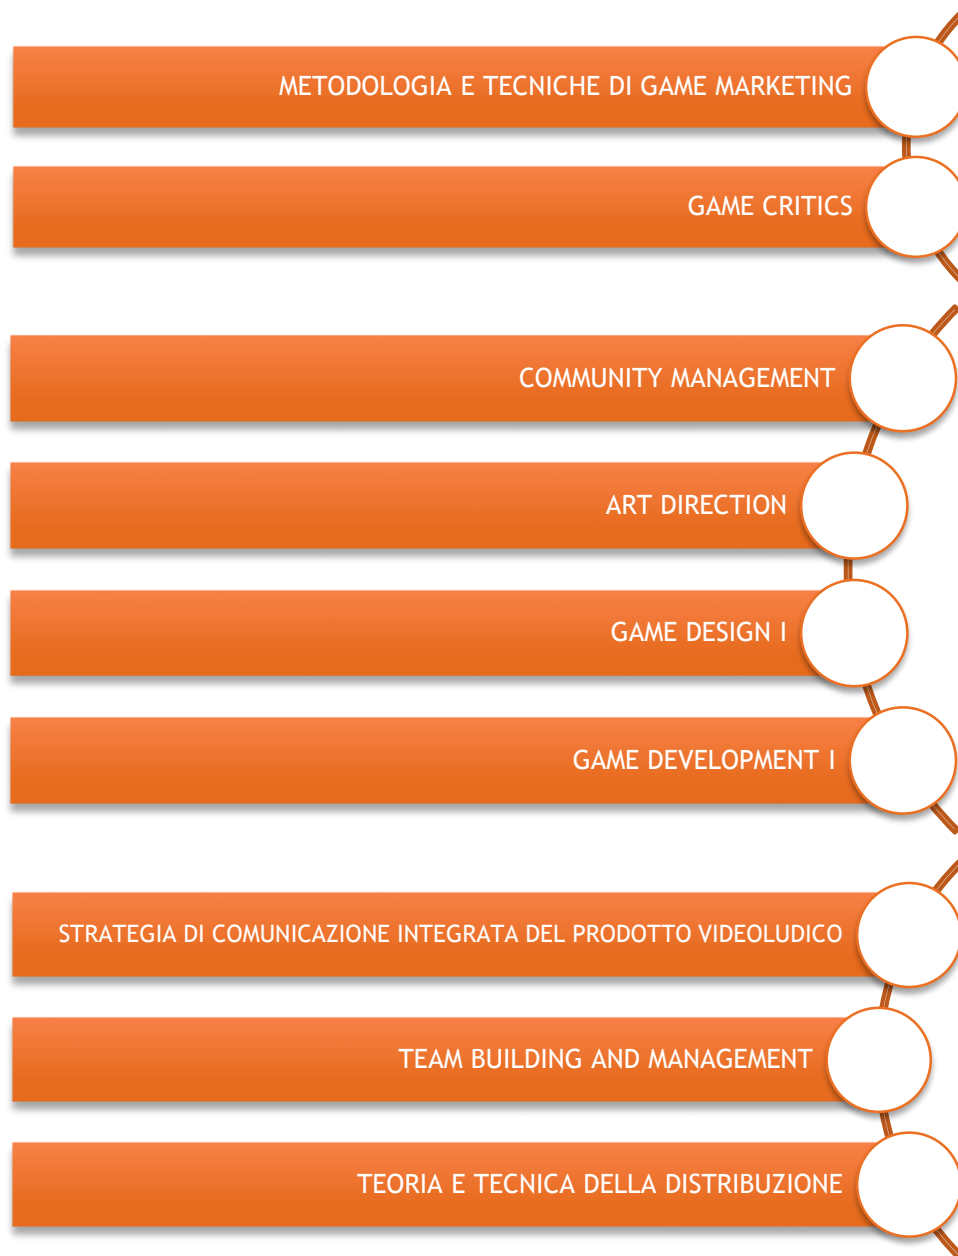 METODOLOGIA E TECNICHE DI GAME MARKETING
GAME CRITICS
COMMUNITY MANAGEMENT
ART DIRECTION
GAME DESIGN I
GAME DEVELOPMENT I
STRATEGIA DI COMUNICAZIONE INTEGRATA DEL PRODOTTO VIDEOLUDICO
TEAM BUILDING AND MANAGEMENT
TEORIA E TECNICA DELLA DISTRIBUZIONE